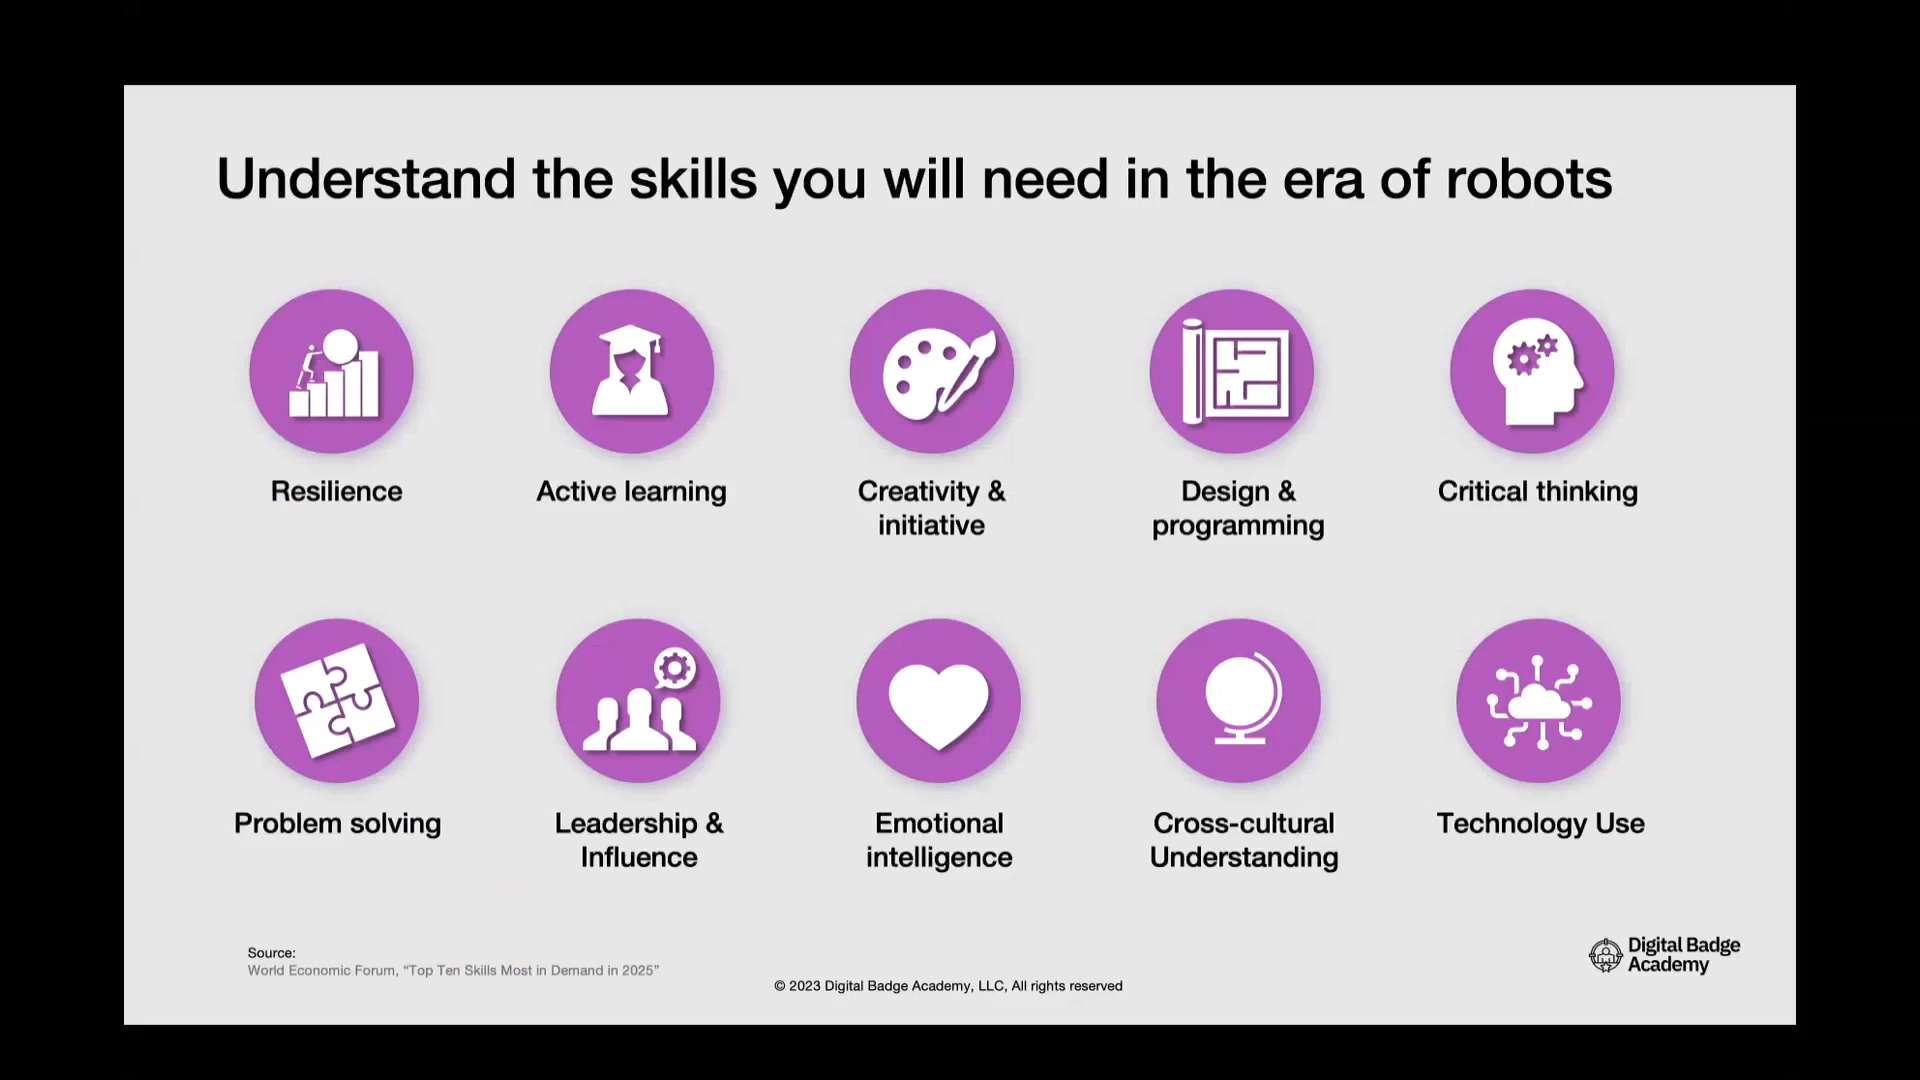 Understand the skills you will need in the era of robots
Resilience
Active learning
Creativity &
initiative
Design &
programming
Critical thinking
Problem solving
Leadership &
Influence
Emotional
intelligence
Cross-cultural
Understanding
Technology Use
Source:
World Economic Forum, “Top Ten Skills Most in Demand in 2025”
© 2023 Digital Badge Academy, LLC, All rights reserved
Digital Badge
Academy